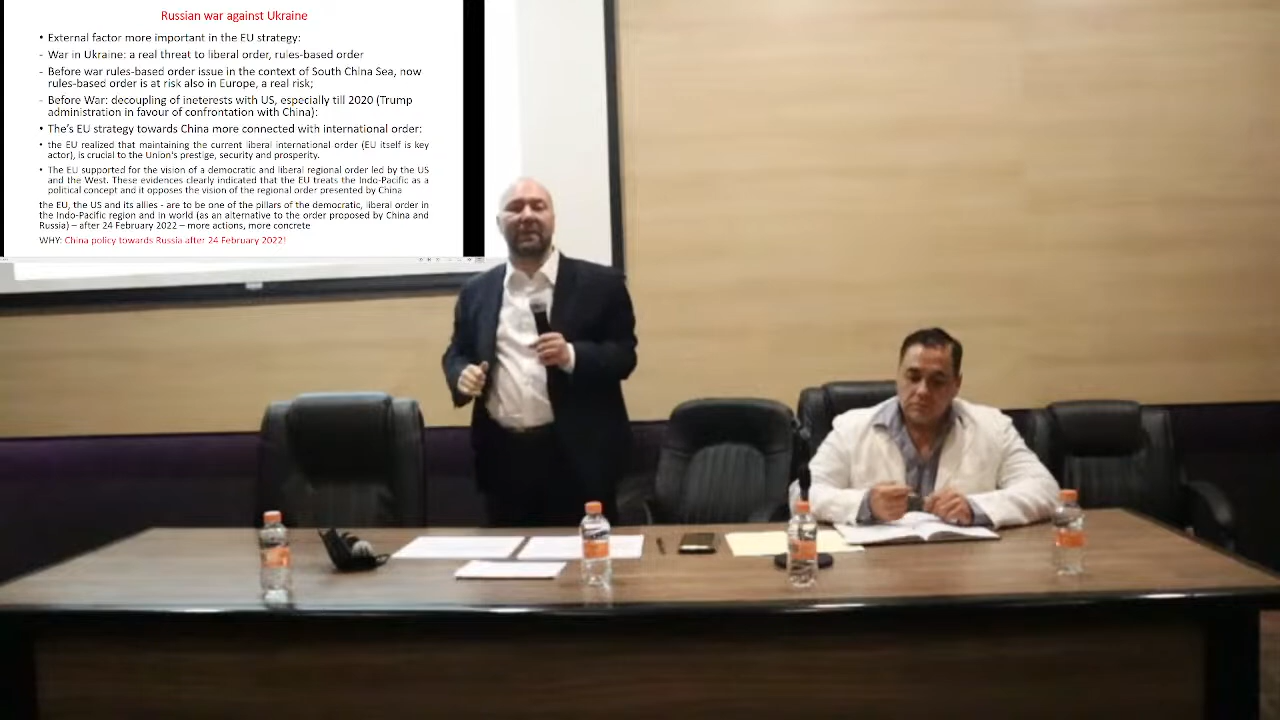 Russian war against Ukraine
• External factor more important in the EU strategy:
- War in Ukraine: a real threat to liberal order, rules-based order
- Before war rules-based order issue in the context of South China Sea, now
rules-based order is at risk also in Europe, a real risk;
- Before War: decoupling of ineterests with US, especially till 2020 (Trump
administration in favour of confrontation with China):
• The's EU strategy towards China more connected with international order:
• the EU realized that maintaining the current liberal international order (EU itself is key
actor), is crucial to the Union's prestige, security and prosperity.
• The EU supported for the vision of a democratic and liberal regional order led by the US
and the West. These evidences clearly indicated that the EU treats the Indo-Pacific as a
political concept and it opposes the vision of the regional order presented by China
the EU, the US and its allies - are to be one of the pillars of the democratic, liberal order in
the Indo-Pacific region and in world (as an alternative to the order proposed by China and
Russia) – after 24 February 2022 – more actions, more concrete
WHY: China policy towards Russia after 24 February 2022!